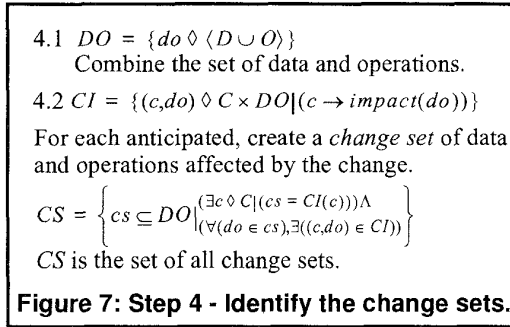 4.1 DO = {do ◊ ⟨D ∪ O⟩}
Combine the set of data and operations.
4.2 CI = {(c,do) ◊ C × DO|(c → impact(do))}
For each anticipated, create a change set of data
and operations affected by the change.
CS = {cs ⊆ DO|(∃c ◊ C|(cs = CI(c)))Λ
(∀(do ∈ cs),∃((c,do) ∈ CI))}
CS is the set of all change sets.
Figure 7: Step 4 - Identify the change sets.